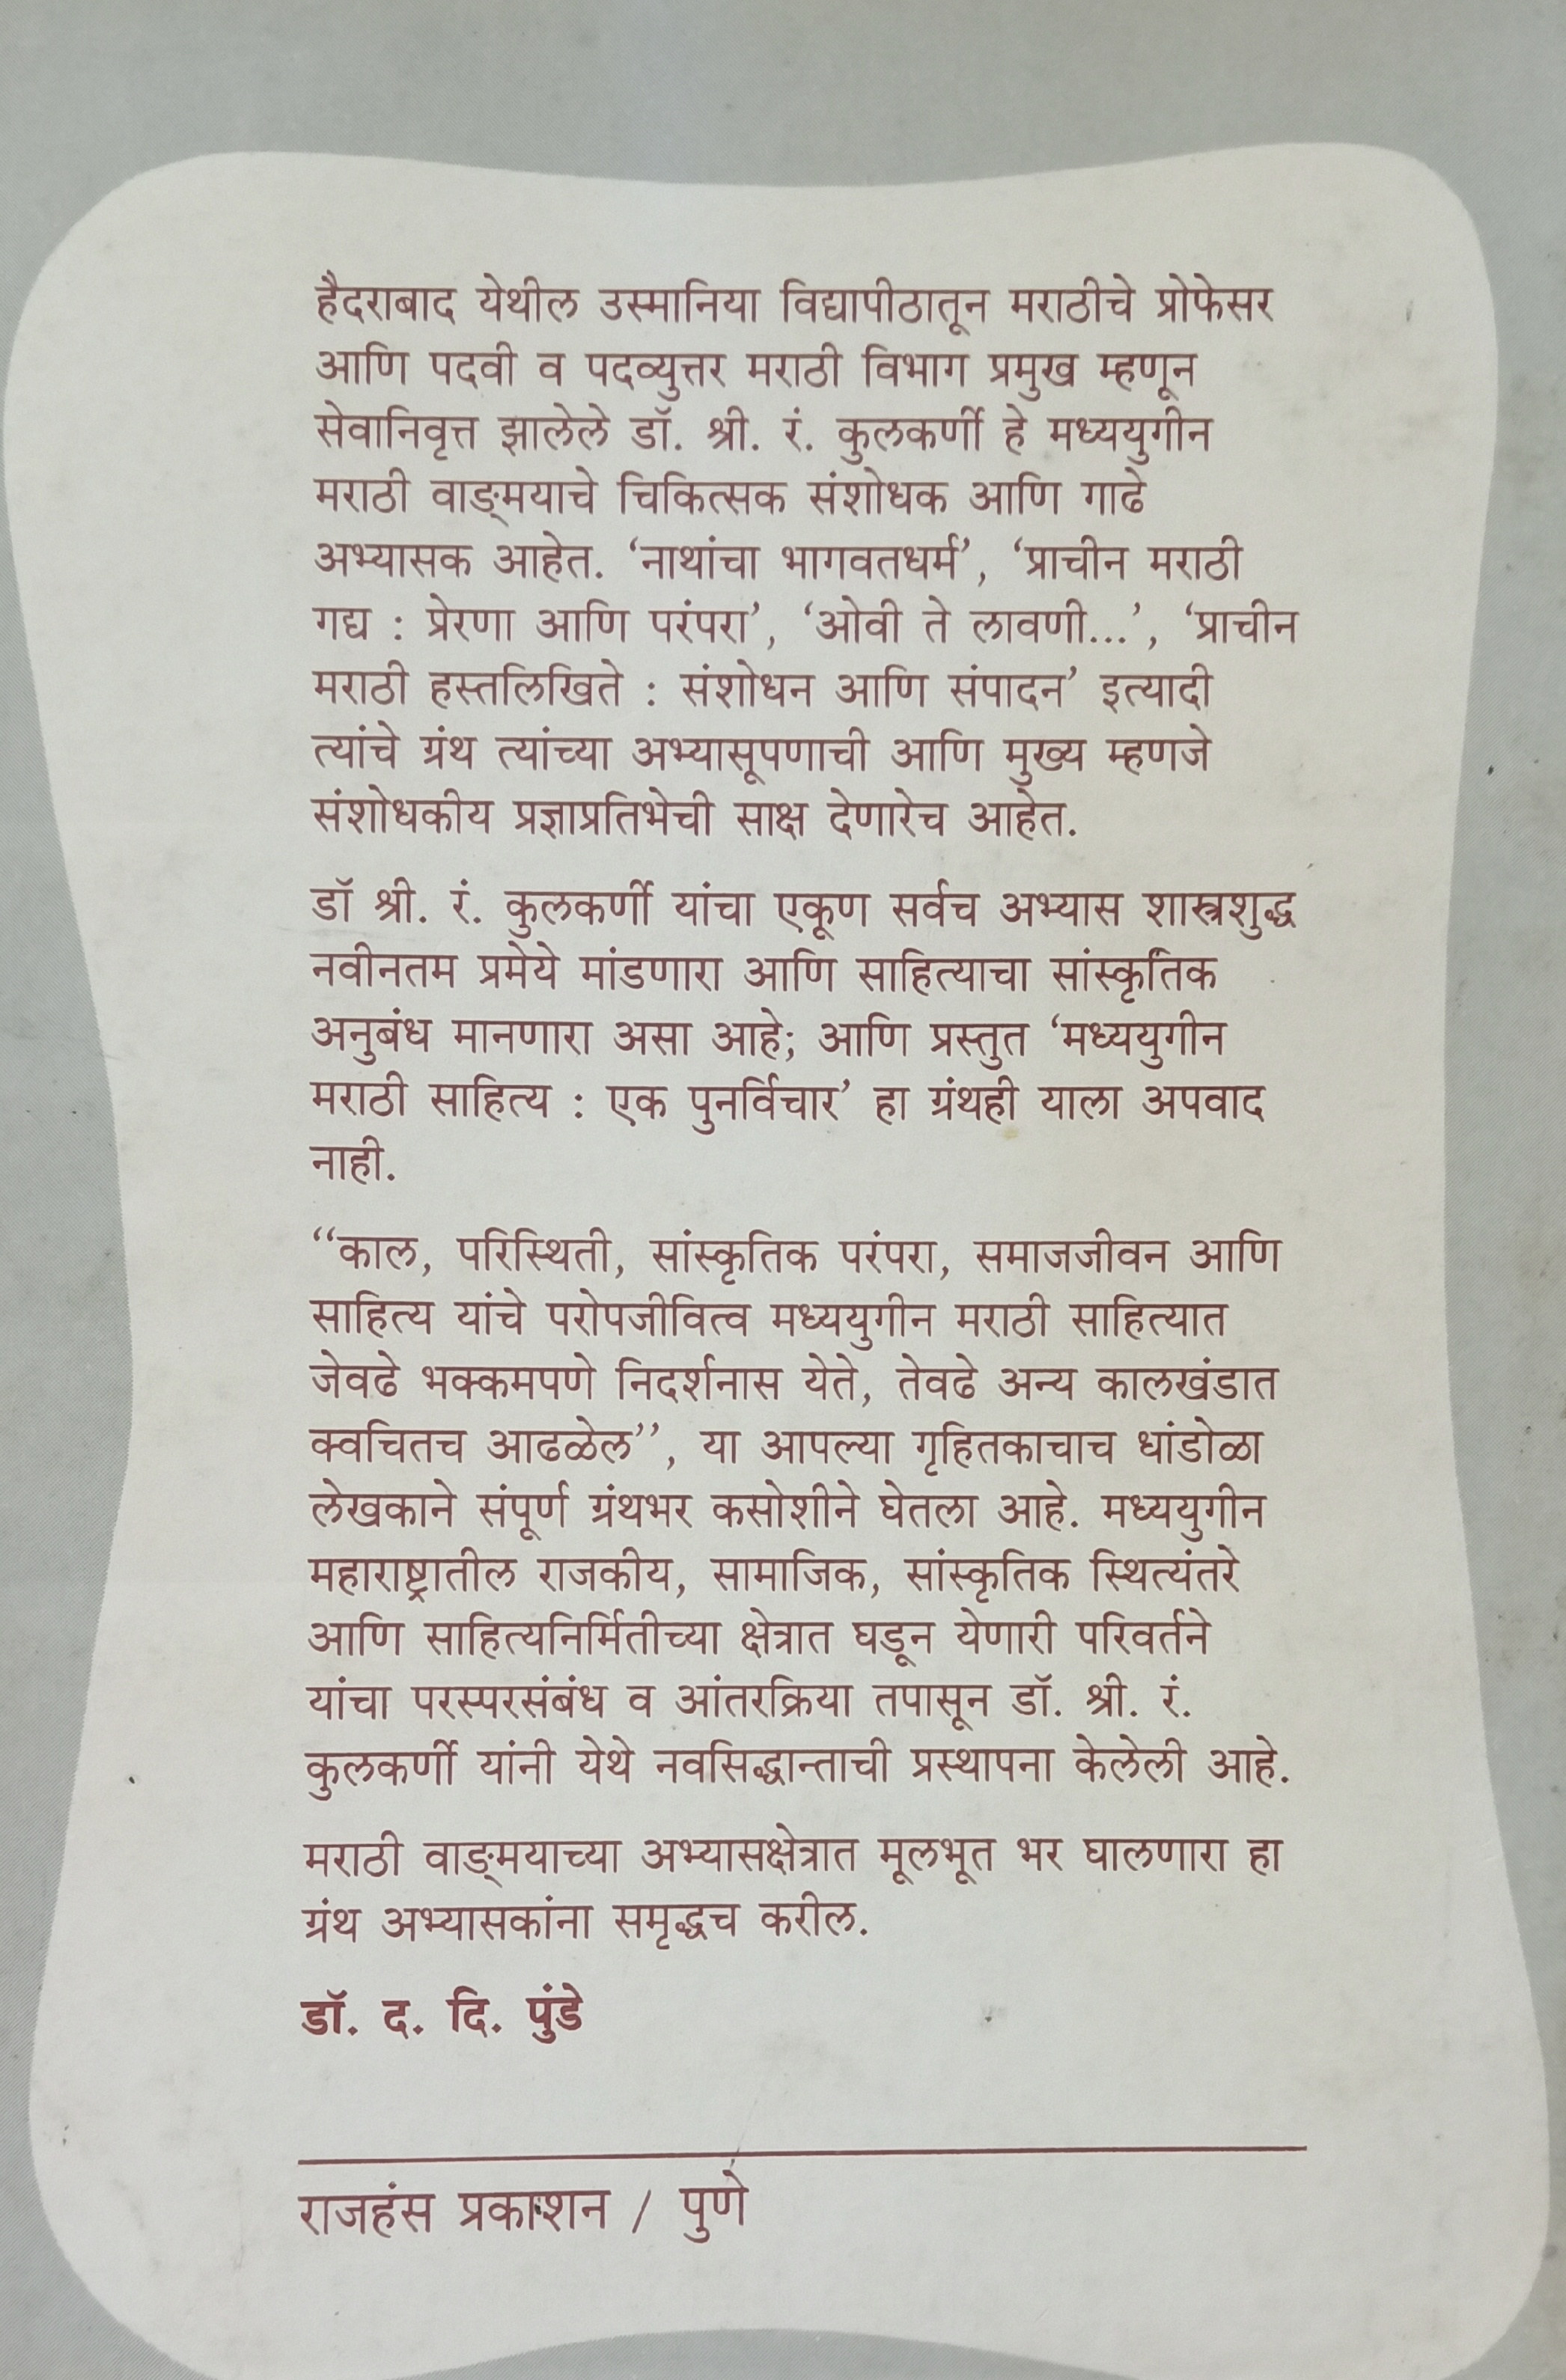 हैदराबाद येथील उस्मानिया विद्यापीठातून मराठीचे प्रोफेसर
आणि पदवी व पदव्युत्तर मराठी विभाग प्रमुख म्हणून
सेवानिवृत्त झालेले डॉ. श्री. रं. कुलकर्णी हे मध्ययुगीन
मराठी वाङ्‌मयाचे चिकित्सक संशोधक आणि गाढे
अभ्यासक आहेत. ‘नाथांचा भागवतधर्म’, ‘प्राचीन मराठी
गद्य : प्रेरणा आणि परंपरा’, ‘ओवी ते लावणी...’, ‘प्राचीन
मराठी हस्तलिखिते : संशोधन आणि संपादन’ इत्यादी
त्यांचे ग्रंथ त्यांच्या अभ्यासूपणाची आणि मुख्य म्हणजे
संशोधकीय प्रज्ञाप्रतिभेची साक्ष देणारेच आहेत.
डॉ श्री. रं. कुलकर्णी यांचा एकूण सर्वच अभ्यास शास्त्रशुद्ध
नवीनतम प्रमेये मांडणारा आणि साहित्याचा सांस्कृतिक
अनुबंध मानणारा असा आहे; आणि प्रस्तुत ‘मध्ययुगीन
मराठी साहित्य : एक पुनर्विचार’ हा ग्रंथही याला अपवाद
नाही.
“काल, परिस्थिती, सांस्कृतिक परंपरा, समाजजीवन आणि
साहित्य यांचे परोपजीवित्व मध्ययुगीन मराठी साहित्यात
जेवढे भक्कमपणे निदर्शनास येते, तेवढे अन्य कालखंडात
क्वचितच आढळेल”, या आपल्या गृहितकाचाच धांडोळा
लेखकाने संपूर्ण ग्रंथभर कसोशीने घेतला आहे. मध्ययुगीन
महाराष्ट्रातील राजकीय, सामाजिक, सांस्कृतिक स्थित्यंतरे
आणि साहित्यनिर्मितीच्या क्षेत्रात घडून येणारी परिवर्तने
यांचा परस्परसंबंध व आंतरक्रिया तपासून डॉ. श्री. रं.
कुलकर्णी यांनी येथे नवसिद्धान्ताची प्रस्थापना केलेली आहे.
मराठी वाङ्‌मयाच्या अभ्यासक्षेत्रात मूलभूत भर घालणारा हा
ग्रंथ अभ्यासकांना समृद्धच करील.
डॉ. द. दि. पुंडे
राजहंस प्रकाशन / पुणे